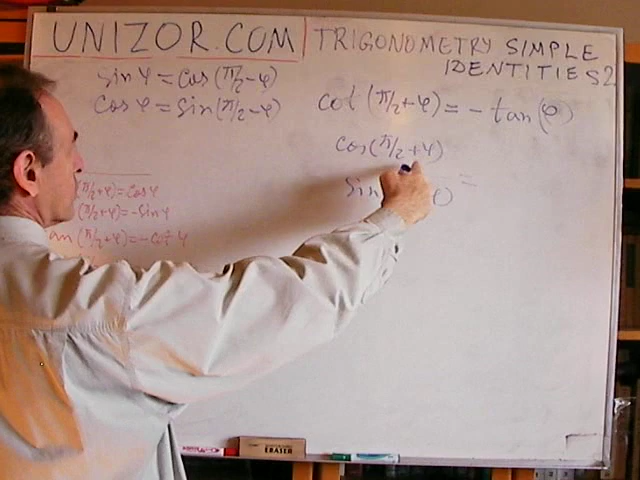 UNIZOR.COM
TRIGONOMETRY SIMPLE
IDENTITIES 2
sin φ = cos(π/2 - φ)
cos φ = sin(π/2 - φ)
cot (π/2 + φ) = - tan(φ)
cos(π/2 + φ)
sin =
(π/2 + φ) = cos φ
(π/2 + φ) = - sin φ
an (π/2 + φ) = - cot φ
ERASER